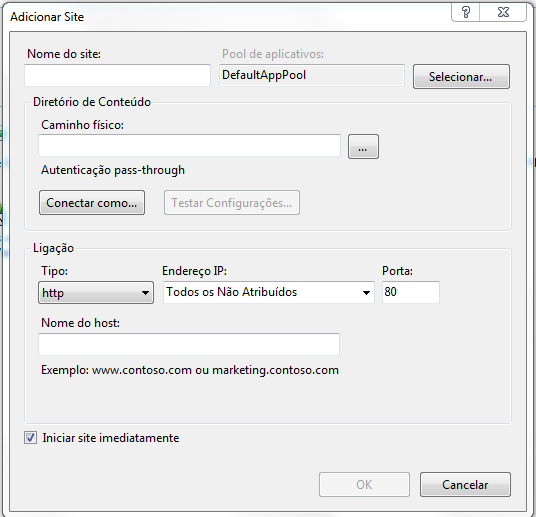 Adicionar Site
?
Nome do site:
Pool de aplicativos:
DefaultAppPool
Selecionar...
Diretório de Conteúdo
Caminho físico:
...
Autenticação pass-through
Conectar como...
Testar Configurações...
Ligação
Tipo:
Endereço IP:
Porta:
http
Todos os Não Atribuídos
80
Nome do host:
Exemplo: www.contoso.com ou marketing.contoso.com
Iniciar site imediatamente
OK
Cancelar